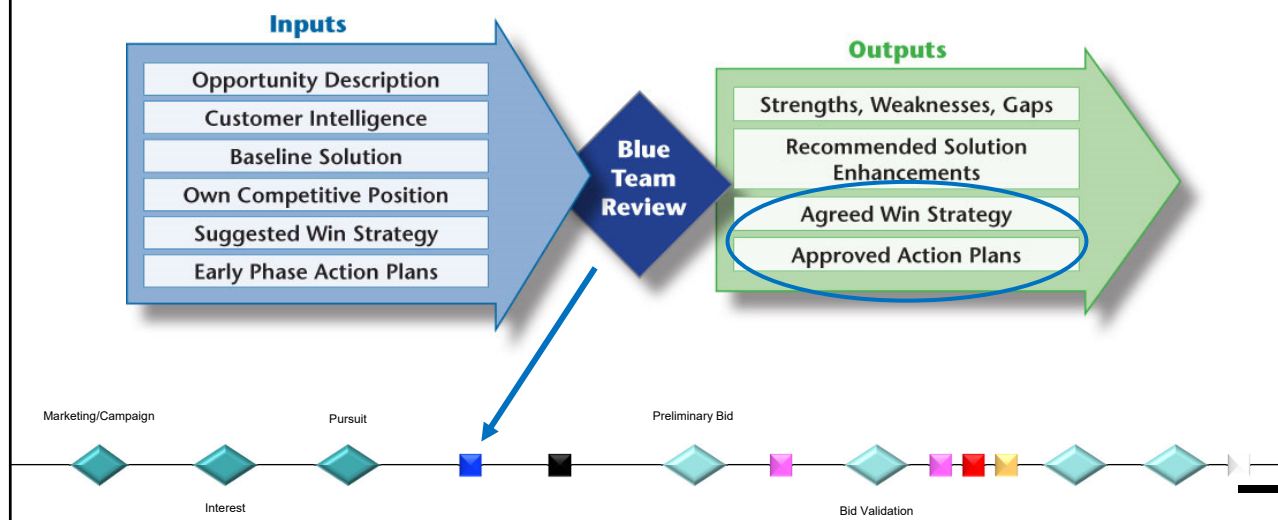 Inputs
Opportunity Description
Customer Intelligence
Baseline Solution
Own Competitive Position
Suggested Win Strategy
Early Phase Action Plans
Blue
Team
Review
Outputs
Strengths, Weaknesses, Gaps
Recommended Solution
Enhancements
Agreed Win Strategy
Approved Action Plans
Marketing/Campaign
Pursuit
Preliminary Bid
Interest
Bid Validation